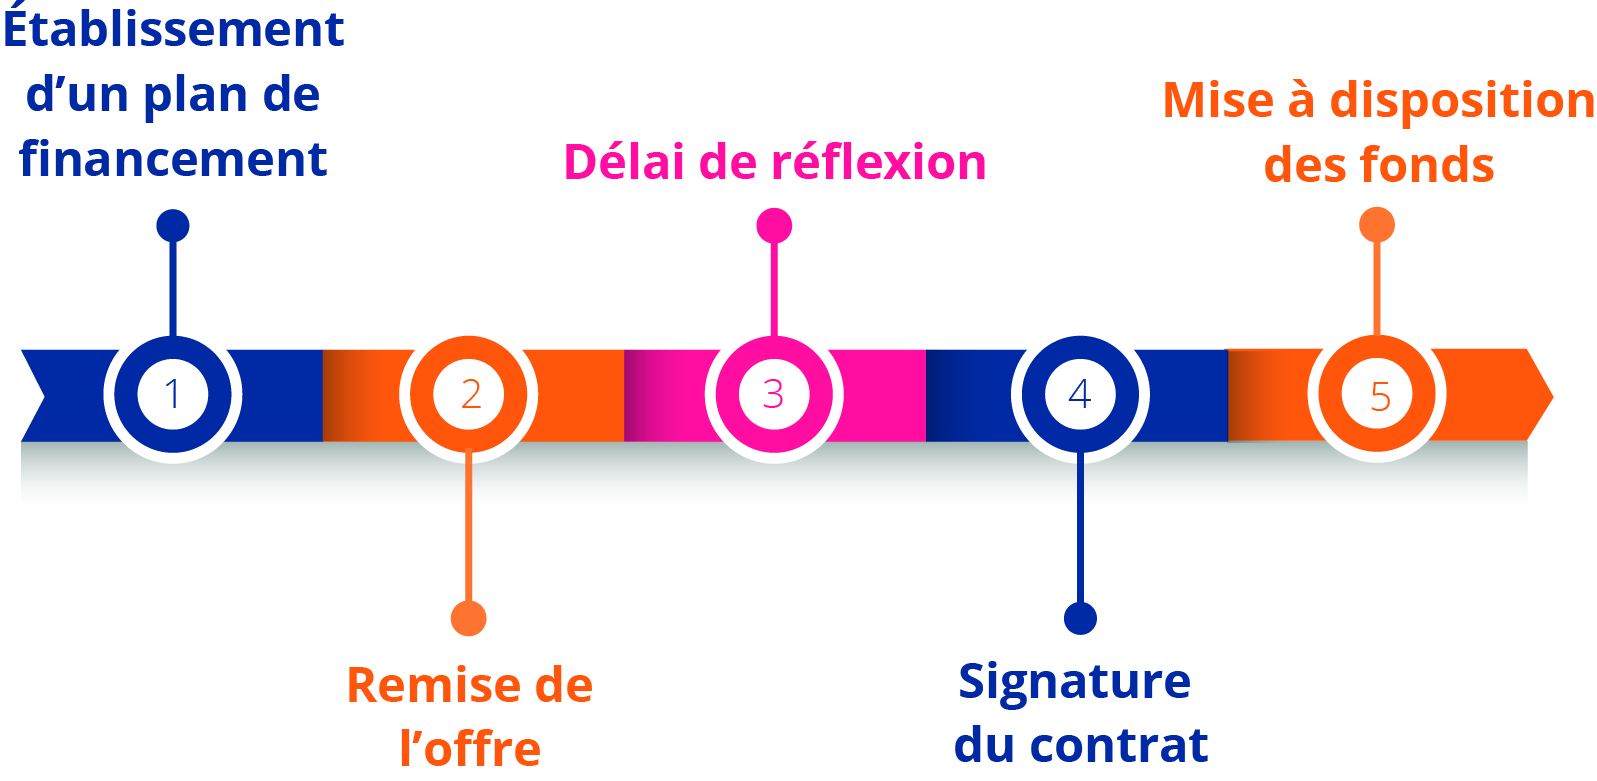 Établissement
d’un plan de
financement
Délai de réflexion
Mise à disposition
des fonds
1
2
3
4
5
Remise de
l’offre
Signature
du contrat